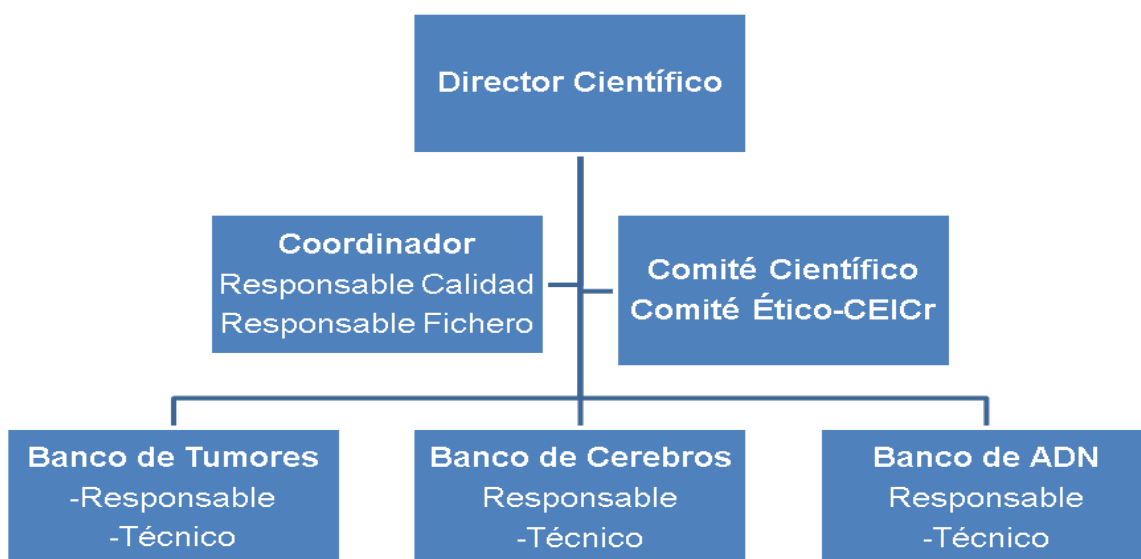 Director Científico
Coordinador
Responsable Calidad
Responsable Fichero
Comité Científico
Comité Ético-CEICr
Banco de Tumores
-Responsable
-Técnico
Banco de Cerebros
Responsable
-Técnico
Banco de ADN
Responsable
-Técnico